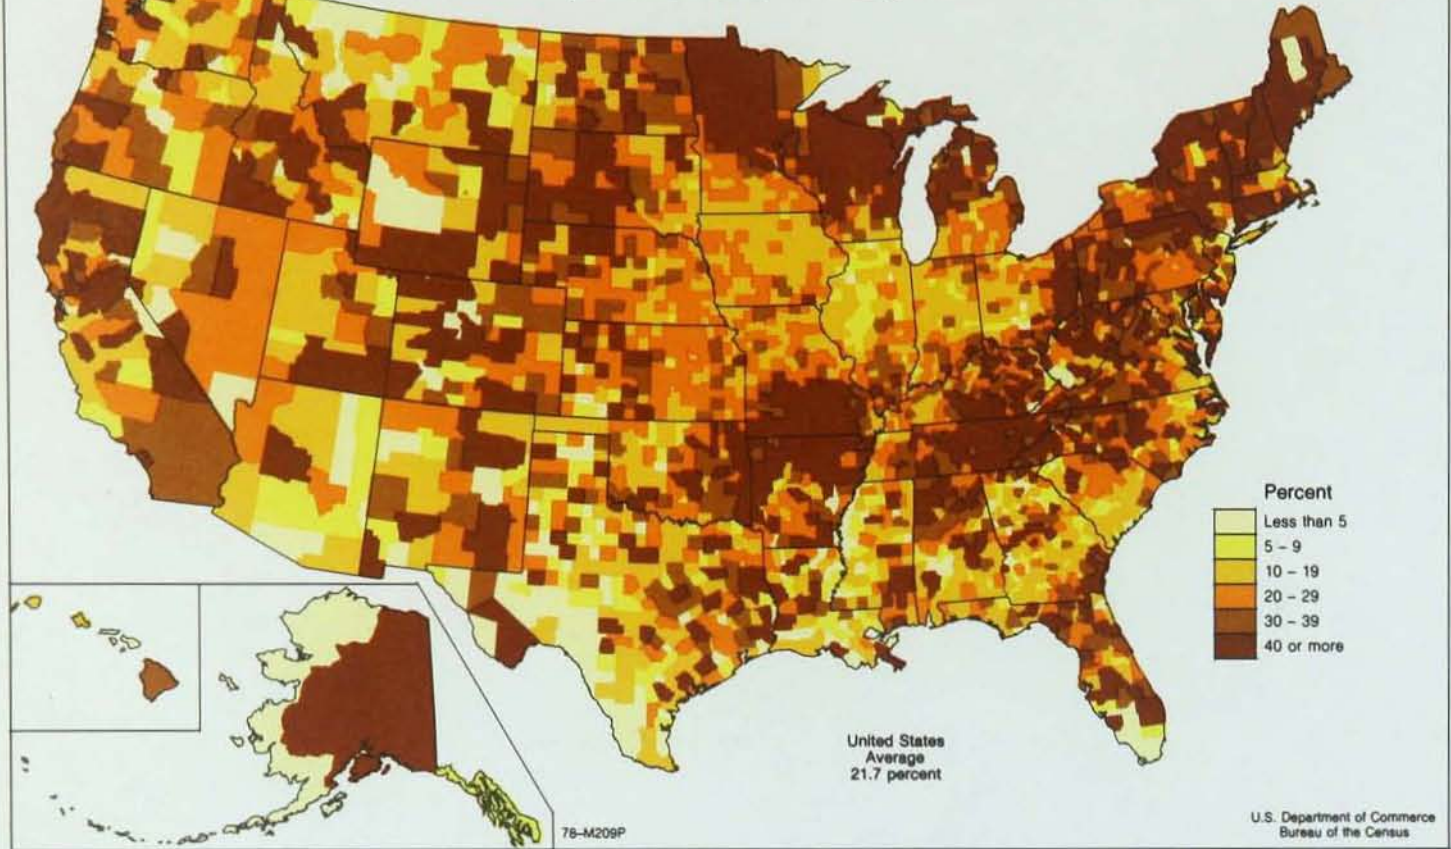 Percent
Less than 5
5 – 9
10 – 19
20 – 29
30 – 39
40 or more
United States
Average
21.7 percent
78–M209P
U.S. Department of Commerce
Bureau of the Census